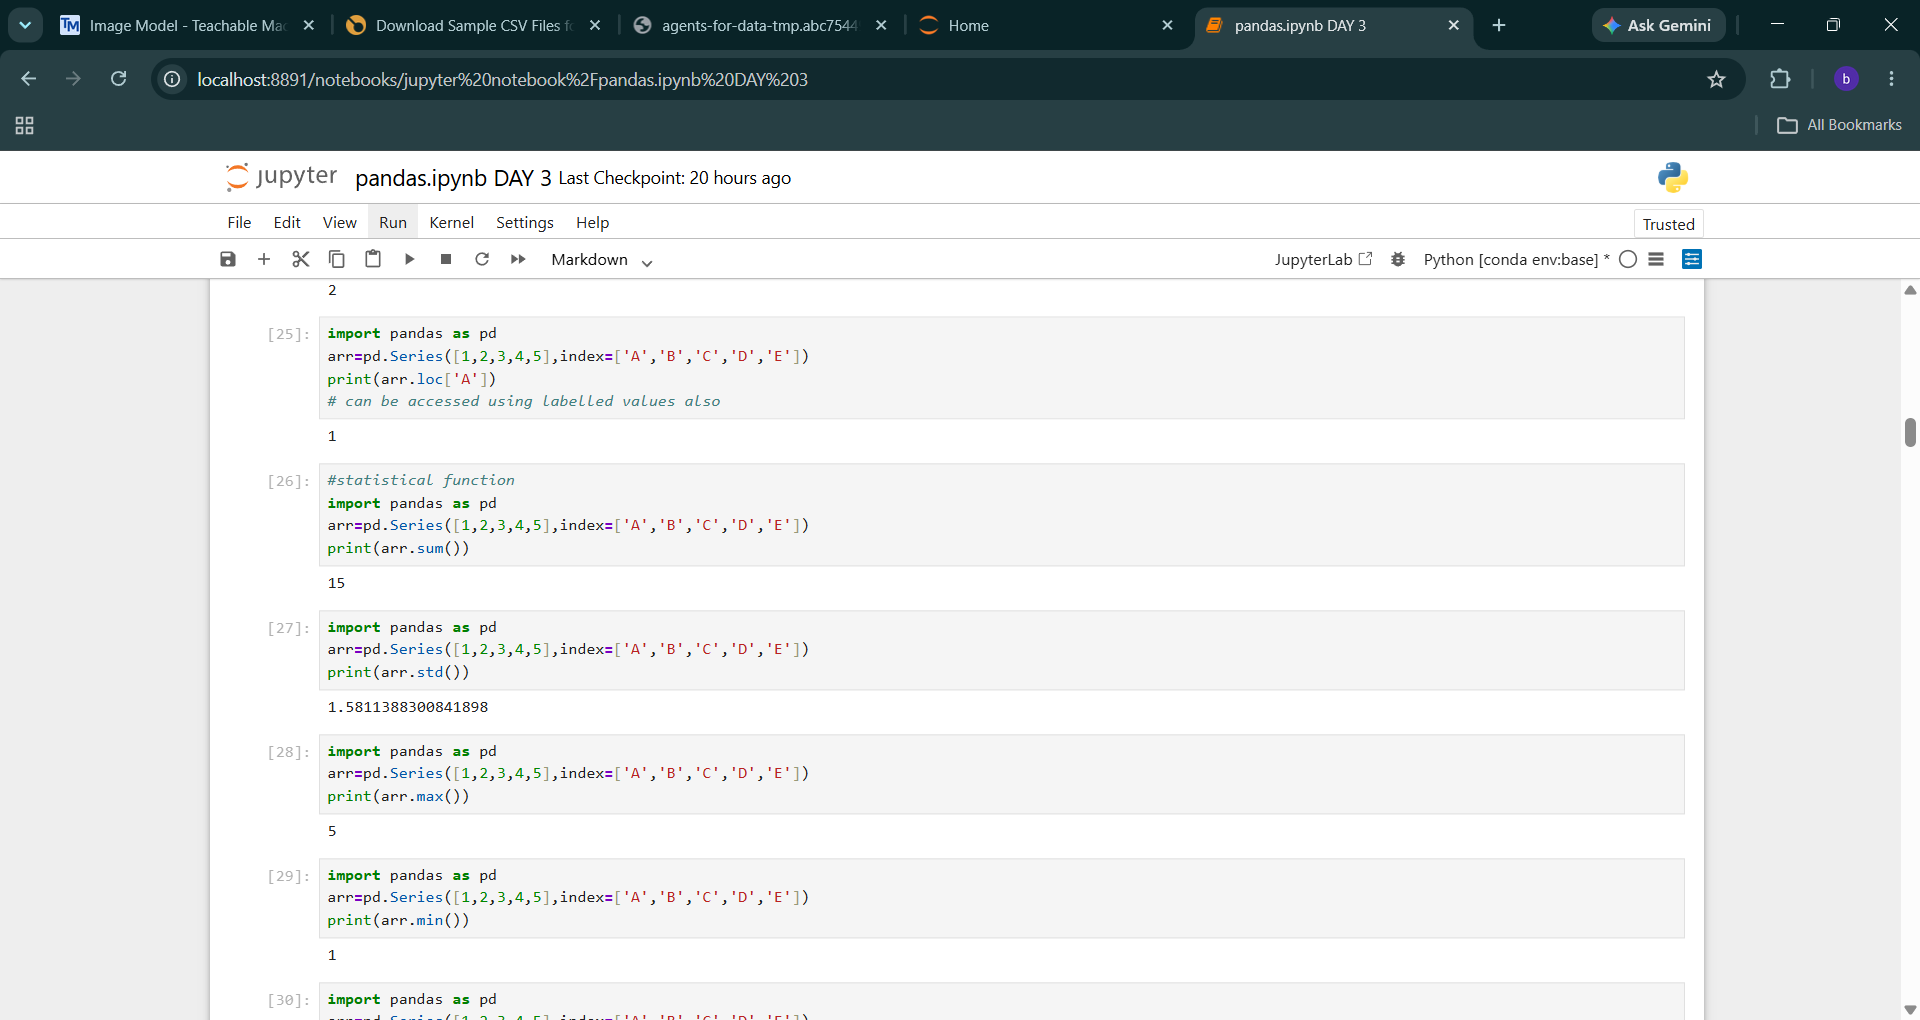 TM Image Model - Teachable Mac
Download Sample CSV Files fo
agents-for-data-tmp.abc7544
Home
pandas.ipynb DAY 3
Ask Gemini
localhost:8891/notebooks/jupyter%20notebook%2Fpandas.ipynb%20DAY%203
b
All Bookmarks
jupyter pandas.ipynb DAY 3 Last Checkpoint: 20 hours ago
File Edit View Run Kernel Settings Help
Trusted
Markdown
JupyterLab
Python [conda env:base] *
2
[25]: import pandas as pd
arr=pd.Series([1,2,3,4,5],index=['A','B','C','D','E'])
print(arr.loc['A'])
# can be accessed using labelled values also
1
[26]: #statistical function
import pandas as pd
arr=pd.Series([1,2,3,4,5],index=['A','B','C','D','E'])
print(arr.sum())
15
[27]: import pandas as pd
arr=pd.Series([1,2,3,4,5],index=['A','B','C','D','E'])
print(arr.std())
1.5811388300841898
[28]: import pandas as pd
arr=pd.Series([1,2,3,4,5],index=['A','B','C','D','E'])
print(arr.max())
5
[29]: import pandas as pd
arr=pd.Series([1,2,3,4,5],index=['A','B','C','D','E'])
print(arr.min())
1
[30]: import pandas as pd